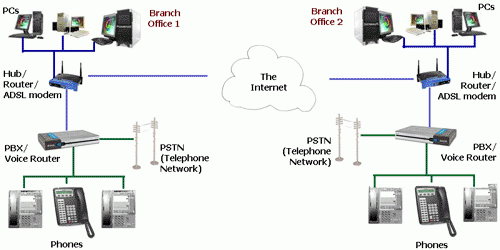 PCs
Branch
Office 1
Hub/
Router/
ADSL modem
PBX/
Voice Router
PSTN
(Telephone
Network)
Phones
The
Internet
Branch
Office 2
PCs
Hub/
Router/
ADSL modem
PSTN
(Telephone
Network)
PBX/
Voice Router
Phones